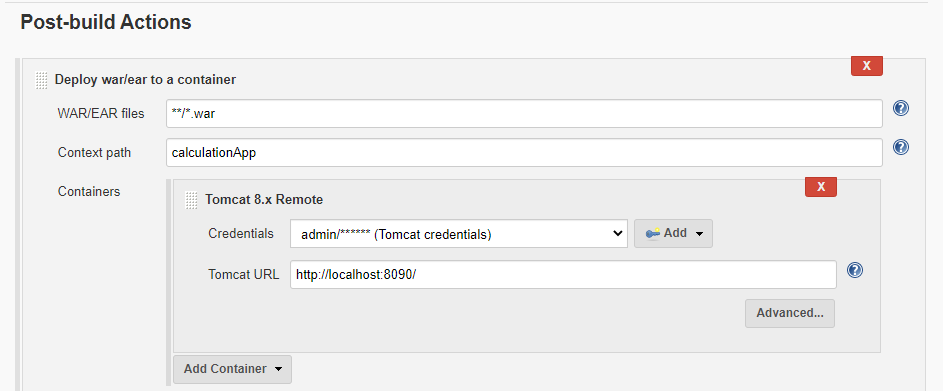 Post-build Actions
X
Deploy war/ear to a container
WAR/EAR files **/*.war ?
Context path calculationApp ?
Containers
X
Tomcat 8.x Remote
Credentials admin/****** (Tomcat credentials) Add
Tomcat URL http://localhost:8090/ ?
Advanced...
Add Container